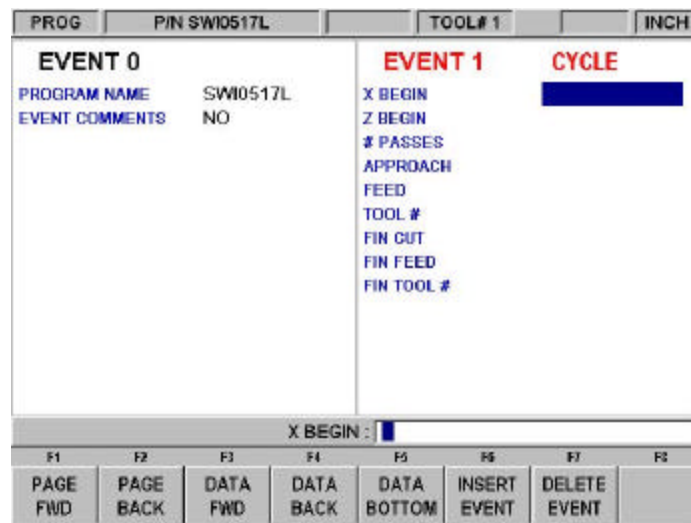 PROG P/N SWI0517L TOOL# 1 INCH
EVENT 0
PROGRAM NAME SWI0517L
EVENT COMMENTS NO
EVENT 1 CYCLE
X BEGIN
Z BEGIN
# PASSES
APPROACH
FEED
TOOL #
FIN CUT
FIN FEED
FIN TOOL #
X BEGIN :
F1 F2 F3 F4 F5 F6 F7 F8
PAGE FWD
PAGE BACK
DATA FWD
DATA BACK
DATA BOTTOM
INSERT EVENT
DELETE EVENT